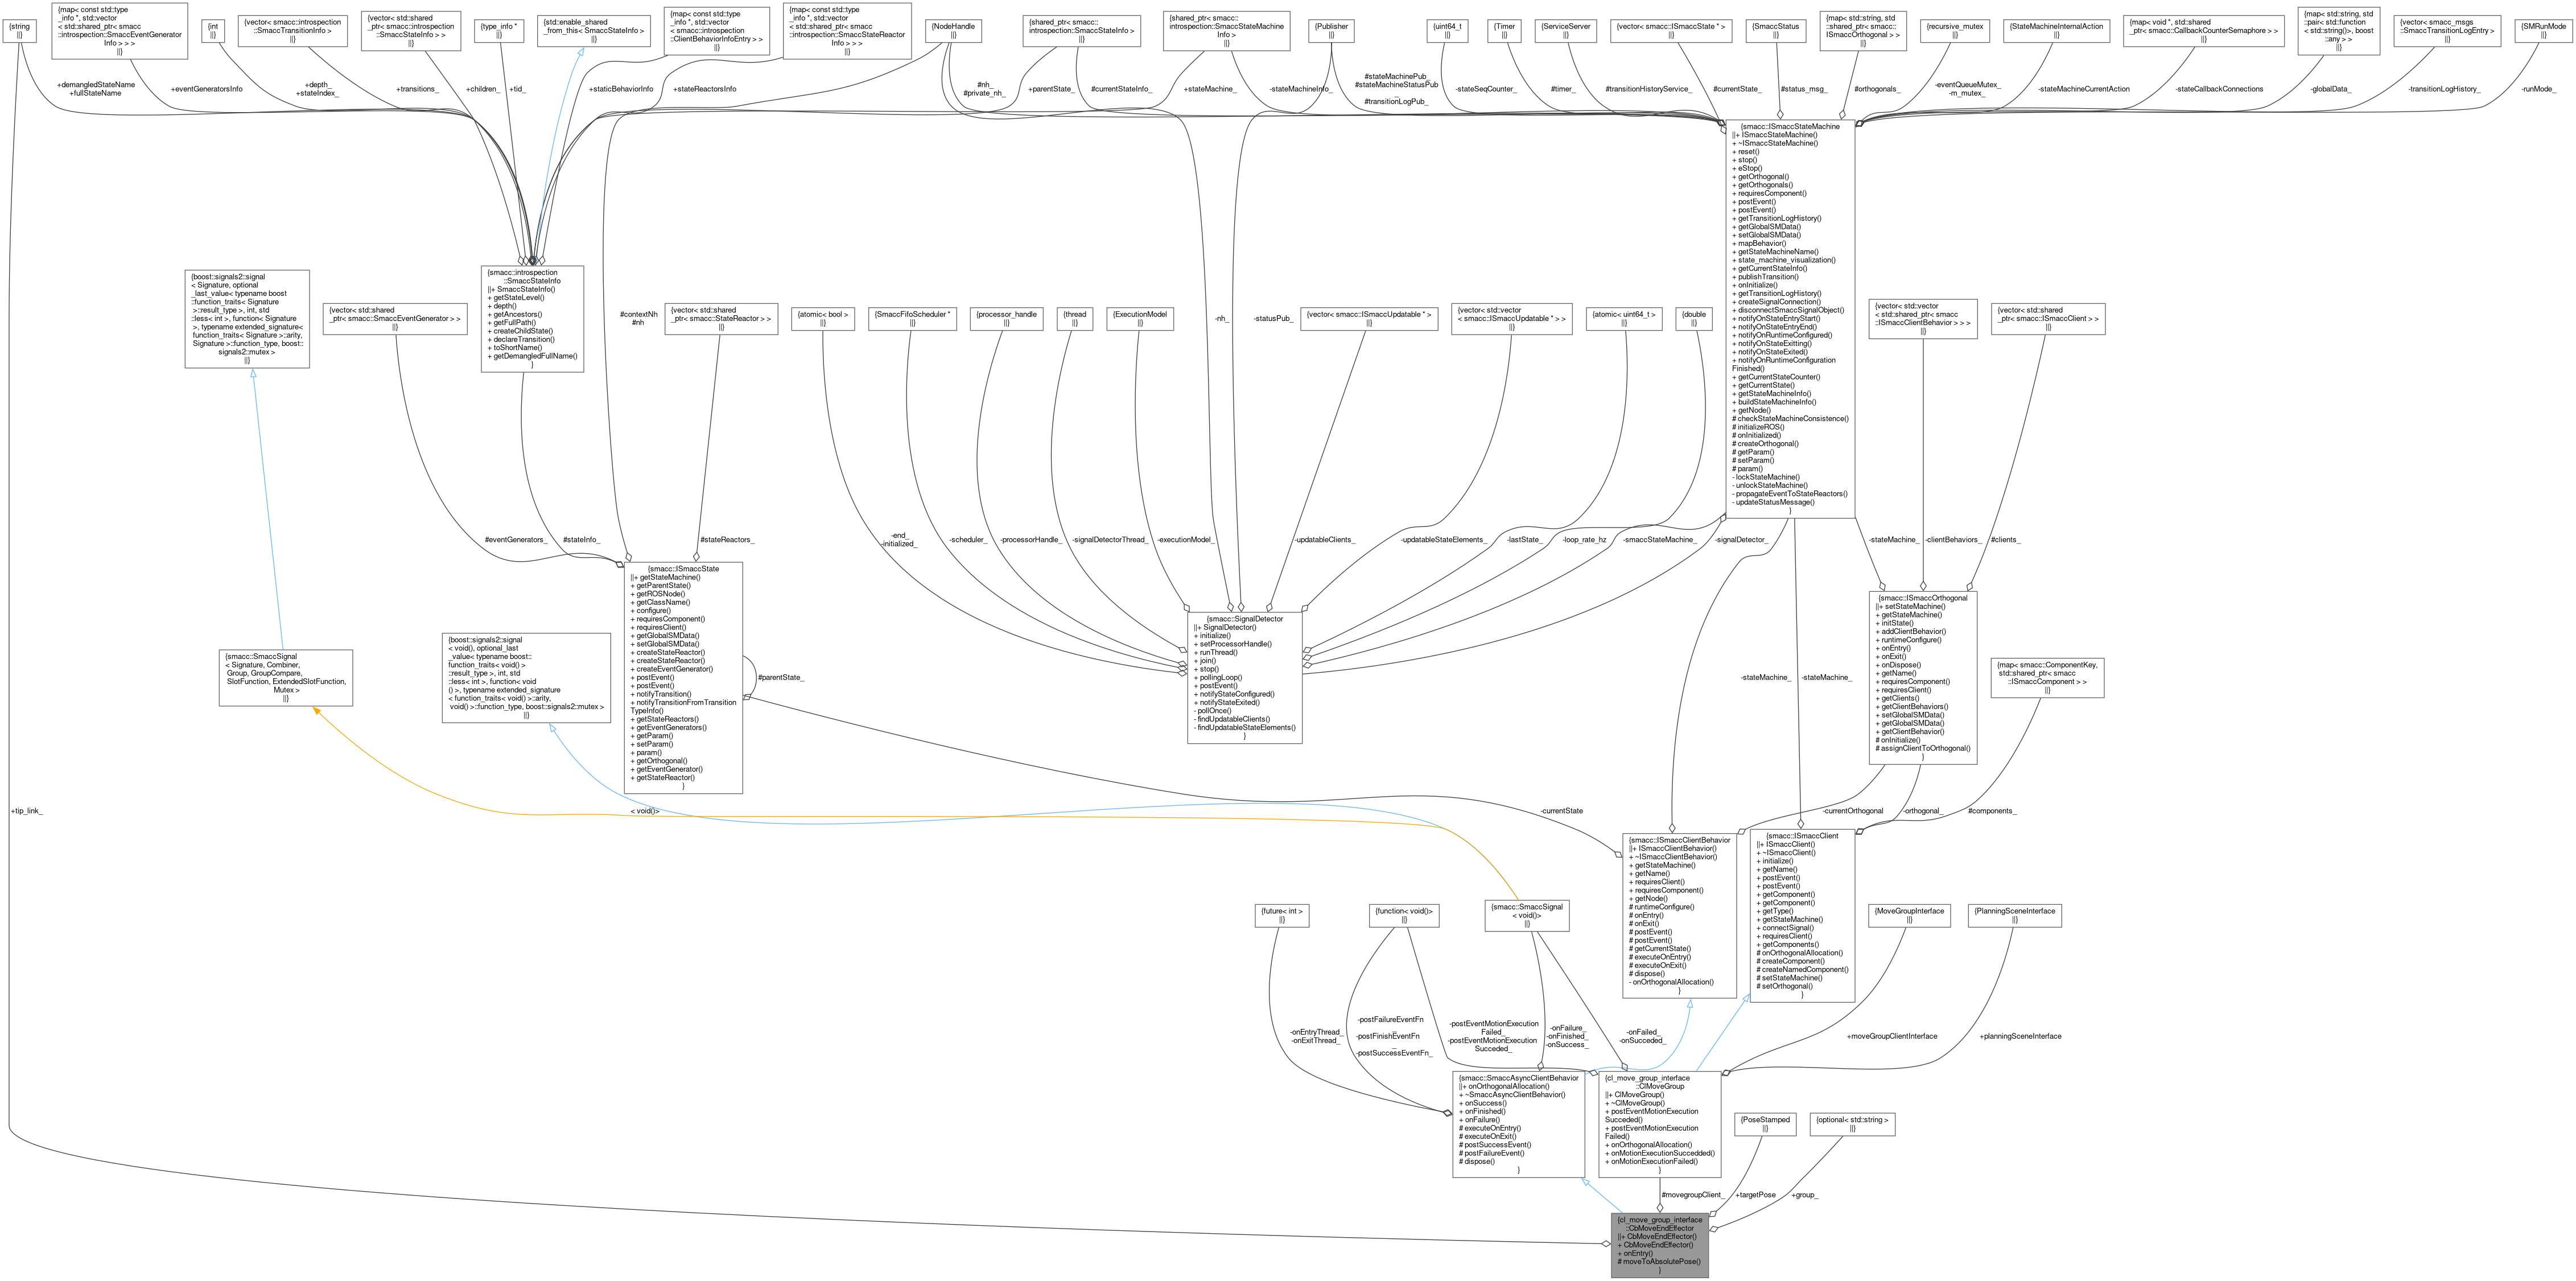 {string
||}
{map< const std::type
_info *, std::vector
< std::shared_ptr< smacc
::introspection::SmaccEventGenerator
Info > > >
||}
{int
||}
{vector< smacc::introspection
::SmaccTransitionInfo >
||}
{vector< std::shared
_ptr< smacc::introspection
::SmaccStateInfo > >
||}
{type_info *
||}
{std::enable_shared
_from_this< SmaccStateInfo >
||}
{map< const std::type
_info *, std::vector
< smacc::introspection
::ClientBehaviorInfoEntry > >
||}
{map< const std::type
_info *, std::vector
< std::shared_ptr< smacc
::introspection::SmaccStateReactor
Info > > >
||}
{NodeHandle
||}
{shared_ptr< smacc::
introspection::SmaccStateInfo >
||}
{shared_ptr< smacc::
introspection::SmaccStateMachine
Info >
||}
{Publisher
||}
{uint64_t
||}
{Timer
||}
{ServiceServer
||}
{vector< smacc::ISmaccState * >
||}
{SmaccStatus
||}
{map< std::string, std
::shared_ptr< smacc::
ISmaccOrthogonal > >
||}
{recursive_mutex
||}
{StateMachineInternalAction
||}
{map< void *, std::shared
_ptr< smacc::CallbackCounterSemaphore > >
||}
{map< std::string, std
::pair< std::function
< std::string()>, boost
::any > >
||}
{vector< smacc_msgs
::SmaccTransitionLogEntry >
||}
{SMRunMode
||}
+demangledStateName
+fullStateName
+eventGeneratorsInfo
+depth_
+stateIndex_
+transitions_
+children_
+tid_
+staticBehaviorInfo
+stateReactorsInfo
#nh_
#private_nh_
+parentState_
#currentStateInfo_
+stateMachine_
-stateMachineInfo_
#stateMachinePub_
#stateMachineStatusPub
_
#transitionLogPub_
-stateSeqCounter_
#timer_
#transitionHistoryService_
#currentState_
#status_msg_
#orthogonals_
-eventQueueMutex_
-m_mutex_
-stateMachineCurrentAction
-stateCallbackConnections
-globalData_
-transitionLogHistory_
-runMode_
{smacc::ISmaccStateMachine
||+ ISmaccStateMachine()
+ ~ISmaccStateMachine()
+ reset()
+ stop()
+ eStop()
+ getOrthogonal()
+ getOrthogonals()
+ requiresComponent()
+ postEvent()
+ postEvent()
+ getTransitionLogHistory()
+ getGlobalSMData()
+ setGlobalSMData()
+ mapBehavior()
+ getStateMachineName()
+ state_machine_visualization()
+ getCurrentStateInfo()
+ publishTransition()
+ onInitialize()
+ getTransitionLogHistory()
+ createSignalConnection()
+ disconnectSmaccSignalObject()
+ notifyOnStateEntryStart()
+ notifyOnStateEntryEnd()
+ notifyOnRuntimeConfigured()
+ notifyOnStateExitting()
+ notifyOnStateExited()
+ notifyOnRuntimeConfiguration
Finished()
+ getCurrentStateCounter()
+ getCurrentState()
+ getStateMachineInfo()
+ buildStateMachineInfo()
+ getNode()
# checkStateMachineConsistence()
# initializeROS()
# onInitialized()
# createOrthogonal()
# getParam()
# setParam()
# param()
- lockStateMachine()
- unlockStateMachine()
- propagateEventToStateReactors()
- updateStatusMessage()
}
{smacc::introspection
::SmaccStateInfo
||+ SmaccStateInfo()
+ getStateLevel()
+ depth()
+ getAncestors()
+ getFullPath()
+ createChildState()
+ declareTransition()
+ toShortName()
+ getDemangledFullName()
}
{boost::signals2::signal
< Signature, optional
_last_value< typename boost
::function_traits< Signature
>::result_type >, int, std
::less< int >, function< Signature
>, typename extended_signature<
function_traits< Signature >::arity,
Signature >::function_type, boost::
signals2::mutex >
||}
{vector< std::shared
_ptr< smacc::SmaccEventGenerator > >
||}
#contextNh
#nh
{vector< std::shared
_ptr< smacc::StateReactor > >
||}
{atomic< bool >
||}
{SmaccFifoScheduler *
||}
{processor_handle
||}
{thread
||}
{ExecutionModel
||}
-nh_
-statusPub_
{vector< smacc::ISmaccUpdatable * >
||}
{vector< std::vector
< smacc::ISmaccUpdatable * > >
||}
{atomic< uint64_t >
||}
{double
||}
{vector< std::vector
< std::shared_ptr< smacc
::ISmaccClientBehavior > > >
||}
{vector< std::shared
_ptr< smacc::ISmaccClient > >
||}
#eventGenerators_
#stateInfo_
#stateReactors_
-end_
-initialized_
-scheduler_
-processorHandle_
-signalDetectorThread_
-executionModel_
-updatableClients_
-updatableStateElements_
-lastState_
-loop_rate_hz
-smaccStateMachine_
-signalDetector_
-stateMachine_
-clientBehaviors_
#clients_
{smacc::ISmaccState
||+ getStateMachine()
+ getParentState()
+ getROSNode()
+ getClassName()
+ configure()
+ requiresComponent()
+ requiresClient()
+ getGlobalSMData()
+ setGlobalSMData()
+ createStateReactor()
+ createStateReactor()
+ createEventGenerator()
+ postEvent()
+ postEvent()
+ notifyTransition()
+ notifyTransitionFromTransition
TypeInfo()
+ getStateReactors()
+ getEventGenerators()
+ getParam()
+ setParam()
+ param()
+ getOrthogonal()
+ getEventGenerator()
+ getStateReactor()
}
#parentState_
{smacc::SignalDetector
||+ SignalDetector()
+ initialize()
+ setProcessorHandle()
+ runThread()
+ join()
+ stop()
+ pollingLoop()
+ postEvent()
+ notifyStateConfigured()
+ notifyStateExited()
- pollOnce()
- findUpdatableClients()
- findUpdatableStateElements()
}
{smacc::ISmaccOrthogonal
||+ setStateMachine()
+ getStateMachine()
+ initState()
+ addClientBehavior()
+ runtimeConfigure()
+ onEntry()
+ onExit()
+ onDispose()
+ getName()
+ requiresComponent()
+ requiresClient()
+ getClients()
+ getClientBehaviors()
+ setGlobalSMData()
+ getGlobalSMData()
+ getClientBehavior()
# onInitialize()
# assignClientToOrthogonal()
}
{smacc::SmaccSignal
< Signature, Combiner,
Group, GroupCompare,
SlotFunction, ExtendedSlotFunction,
Mutex >
||}
{boost::signals2::signal
< void(), optional_last
_value< typename boost::
function_traits< void() >
::result_type >, int, std
::less< int >, function< void
() >, typename extended_signature
< function_traits< void() >::arity,
void() >::function_type, boost::signals2::mutex >
||}
-stateMachine_
-stateMachine_
{map< smacc::ComponentKey,
std::shared_ptr< smacc
::ISmaccComponent > >
||}
+tip_link_
< void()>
-currentState
-currentOrthogonal
-orthogonal_
#components_
{smacc::ISmaccClientBehavior
||+ ISmaccClientBehavior()
+ ~ISmaccClientBehavior()
+ getStateMachine()
+ getName()
+ requiresClient()
+ requiresComponent()
+ getNode()
# runtimeConfigure()
# onEntry()
# onExit()
# postEvent()
# postEvent()
# getCurrentState()
# executeOnEntry()
# executeOnExit()
# dispose()
- onOrthogonalAllocation()
}
{smacc::ISmaccClient
||+ ISmaccClient()
+ ~ISmaccClient()
+ initialize()
+ getName()
+ postEvent()
+ postEvent()
+ getComponent()
+ getComponent()
+ getType()
+ getStateMachine()
+ connectSignal()
+ requiresClient()
+ getComponents()
# onOrthogonalAllocation()
# createComponent()
# createNamedComponent()
# setStateMachine()
# setOrthogonal()
}
{future< int >
||}
{function< void()>
||}
{smacc::SmaccSignal
< void()>
||}
{MoveGroupInterface
||}
{PlanningSceneInterface
||}
-onEntryThread_
-onExitThread_
-postFailureEventFn
_
-postFinishEventFn
_
-postSuccessEventFn_
-postEventMotionExecution
Failed_
-postEventMotionExecution
Succeded_
-onFailure_
-onFinished_
-onSuccess_
-onFailed_
-onSucceded_
+moveGroupClientInterface
+planningSceneInterface
{smacc::SmaccAsyncClientBehavior
||+ onOrthogonalAllocation()
+ ~SmaccAsyncClientBehavior()
+ onSuccess()
+ onFinished()
+ onFailure()
# executeOnEntry()
# executeOnExit()
# postSuccessEvent()
# postFailureEvent()
# dispose()
}
{cl_move_group_interface
::ClMoveGroup
||+ ClMoveGroup()
+ ~ClMoveGroup()
+ postEventMotionExecution
Succeded()
+ postEventMotionExecution
Failed()
+ onOrthogonalAllocation()
+ onMotionExecutionSuccedded()
+ onMotionExecutionFailed()
}
{PoseStamped
||}
{optional< std::string >
||}
#movegroupClient_
+targetPose
+group_
{cl_move_group_interface
::CbMoveEndEffector
||+ CbMoveEndEffector()
+ CbMoveEndEffector()
+ onEntry()
# moveToAbsolutePose()
}